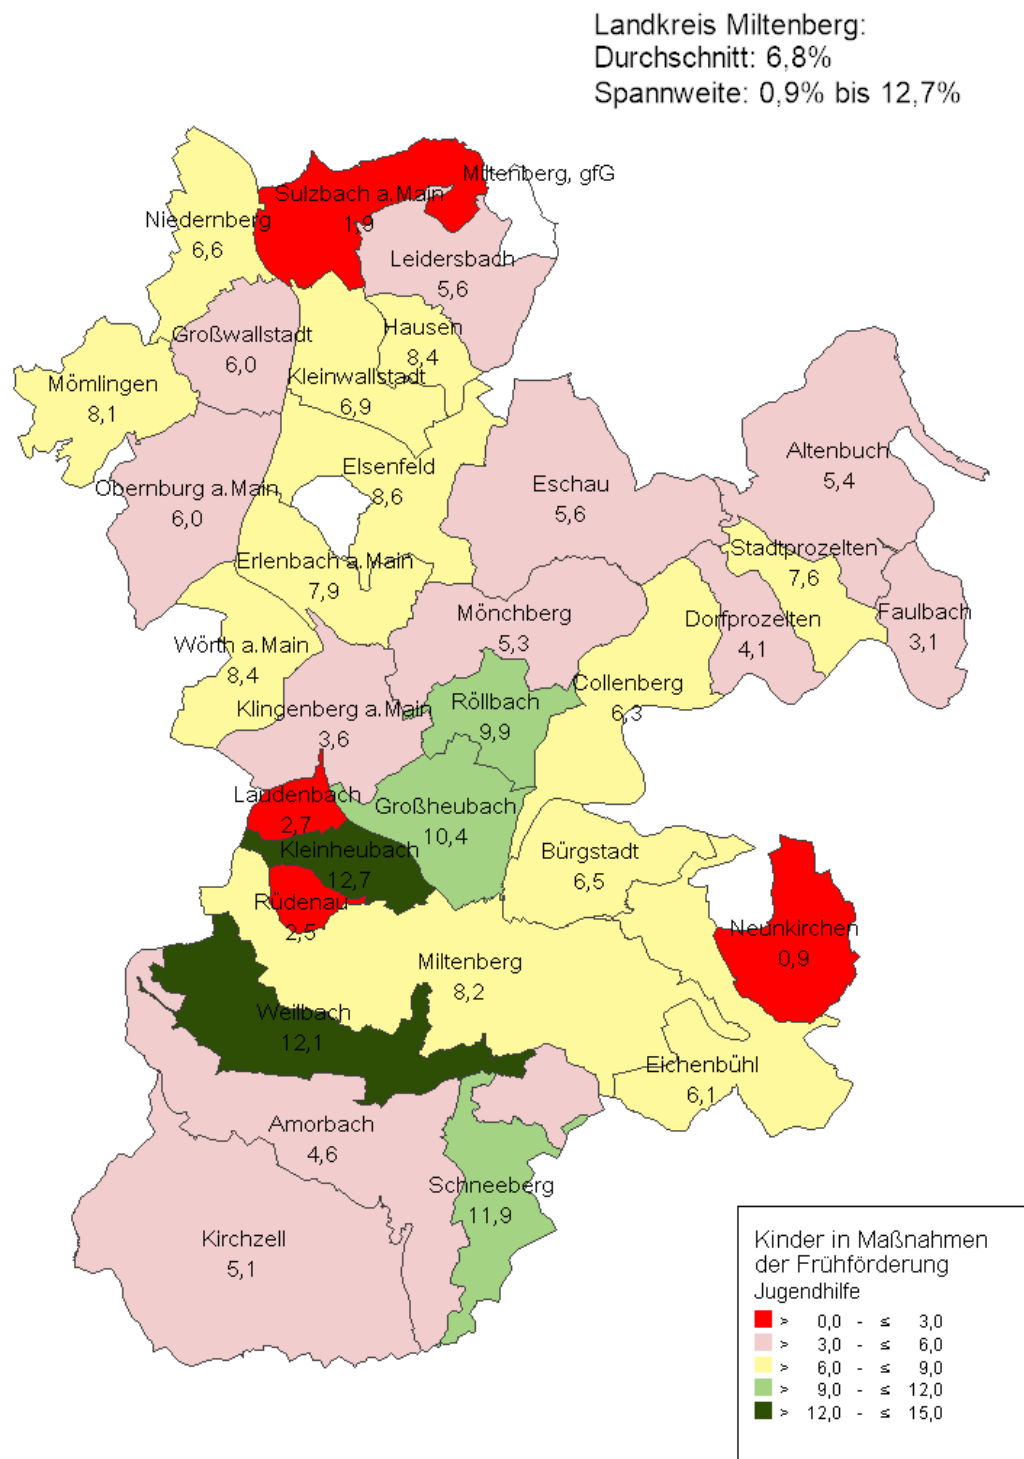 Landkreis Miltenberg:
Durchschnitt: 6,8%
Spannweite: 0,9% bis 12,7%
Miltenberg, gfG
Sulzbach a.Main
1,9
Niedernberg
6,6
Leidersbach
5,6
Großwallstadt
6,0
Hausen
8,4
Kleinwallstadt
6,9
Mömlingen
8,1
Altenbuch
5,4
Elsenfeld
8,6
Eschau
5,6
Obernburg a.Main
6,0
Stadtprozelten
7,6
Erlenbach a.Main
7,9
Mönchberg
5,3
Dorfprozelten
4,1
Faulbach
3,1
Wörth a.Main
8,4
Collenberg
6,3
Röllbach
9,9
Klingenberg a.Main
3,6
Laudenbach
2,7
Großheubach
10,4
Kleinheubach
12,7
Bürgstadt
6,5
Rüdenau
2,5
Neunkirchen
0,9
Miltenberg
8,2
Weilbach
12,1
Eichenbühl
6,1
Amorbach
4,6
Schneeberg
11,9
Kirchzell
5,1
Kinder in Maßnahmen
der Frühförderung
Jugendhilfe
> 0,0 - ≤ 3,0
> 3,0 - ≤ 6,0
> 6,0 - ≤ 9,0
> 9,0 - ≤ 12,0
> 12,0 - ≤ 15,0